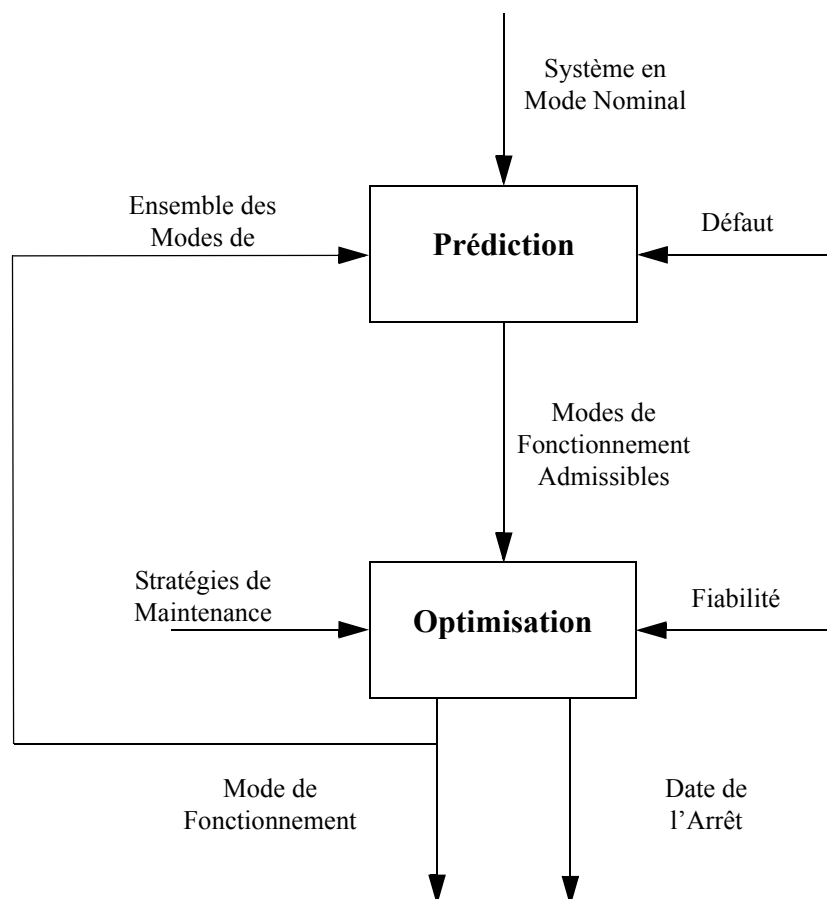 Système en
Mode Nominal
Ensemble des
Modes de
Prédiction
Défaut
Modes de
Fonctionnement
Admissibles
Stratégies de
Maintenance
Optimisation
Fiabilité
Mode de
Fonctionnement
Date de
l’Arrêt